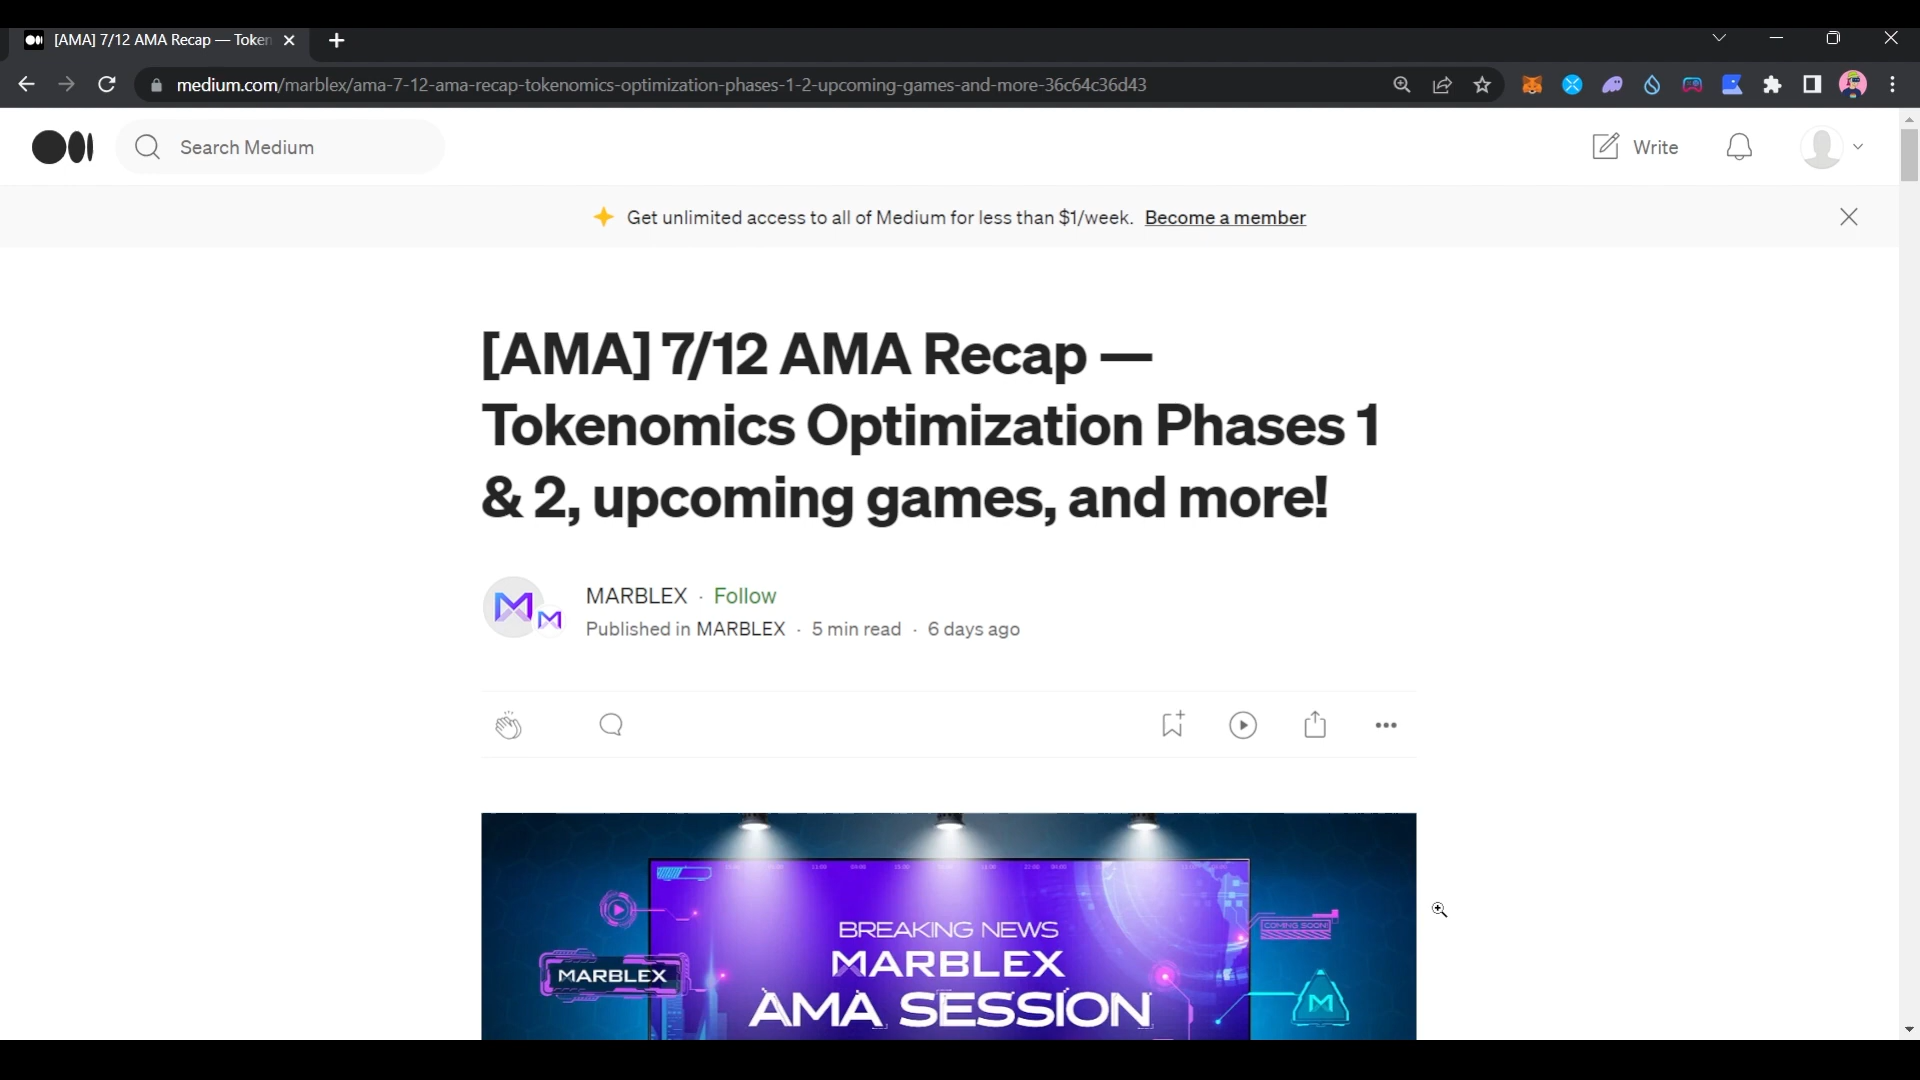 [AMA] 7/12 AMA Recap — Token
medium.com/marblex/ama-7-12-ama-recap-tokenomics-optimization-phases-1-2-upcoming-games-and-more-36c64c36d43
Search Medium
Write
Get unlimited access to all of Medium for less than $1/week. Become a member
[AMA] 7/12 AMA Recap —
Tokenomics Optimization Phases 1
& 2, upcoming games, and more!
MARBLEX · Follow
Published in MARBLEX · 5 min read · 6 days ago
BREAKING NEWS
COMING SOON!
MARBLEX
MARBLEX
AMA SESSION